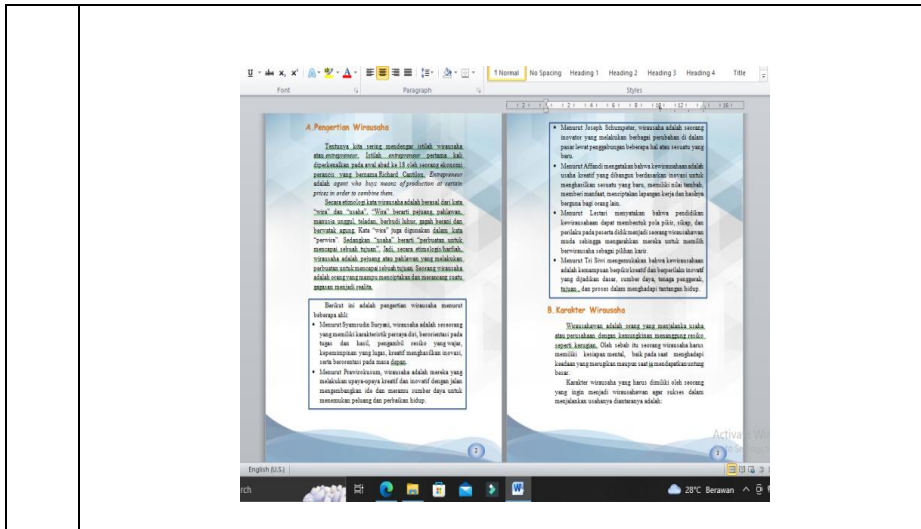 U abe x, x² A A
1 Normal No Spacing Heading 1 Heading 2 Heading 3 Heading 4 Title
Font Paragraph Styles
A.Pengertian Wirausaha
Tentunya kita sering mendengar istilah wirausaha
atau entrepreneur. Istilah entrepreneur pertama kali
diperkenalkan pada awal abad ke 18 oleh seorang ekonomi
perancis yang bernama Richard Cantilon, Entrepreneur
adalah agent who buys means of production at certain
prices in order to combine them.
Secara etimologi kata wirausaha adalah berasal dari kata
"wira" dan "usaha", "Wira" berarti pejuang, pahlawan,
manusia unggul, teladan, berbudi luhur, gagah berani dan
berwatak agung. Kata "wira" juga digunakan dalam kata
"perwira". Sedangkan "usaha" berarti "perbuatan untuk
mencapai sebuah tujuan", Jadi, secara etimologis/harfiah,
wirausaha adalah pejuang atau pahlawan yang melakukan
perbuatan untuk mencapai sebuah tujuan. Seorang wirausaha
adalah orang yang mampu menciptakan dan merancang suatu
gagasan menjadi realita.
Berikut ini adalah pengertian wirausaha menurut
beberapa ahli:
• Menurut Syamsudin Suryani, wirausaha adalah seseorang
yang memiliki karakteristik percaya diri, berorientasi pada
tugas dan hasil, pengambil resiko yang wajar,
kepemimpinan yang lugas, kreatif menghasilkan inovasi,
serta berorentasi pada masa depan.
• Menurut Prawirokusum, wirausaha adalah mereka yang
melakukan upaya-upaya kreatif dan inovatif dengan jalan
mengembangkan ide dan meramu sumber daya untuk
menemukan peluang dan perbaikan hidup.
2
• Menurut Joseph Schumpeter, wirausaha adalah seorang
inovator yang melakukan berbagai perubahan di dalam
pasar lewat penggabungan beberapa hal atau sesuatu yang
baru.
• Menurut Affandi mengatakan bahwa kewirausahaan adalah
usaha kreatif yang dibangun berdasarkan inovasi untuk
menghasilkan sesuatu yang baru, memiliki nilai tambah,
memberi manfaat, menciptakan lapangan kerja dan hasilnya
berguna bagi orang lain.
• Menurut Lestari menyatakan bahwa pendidikan
kewirausahaan dapat membentuk pola pikir, sikap, dan
perilaku pada peserta didik menjadi seorang wirausahawan
muda sehingga mengarahkan mereka untuk memilih
berwirausaha sebagai pilihan karir.
• Menurut Tri Siwi mengemukakan bahwa kewirausahaan
adalah kemampuan berpikir kreatif dan berperilaku inovatif
yang dijadikan dasar, sumber daya, tenaga penggerak,
tujuan , dan proses dalam menghadapi tantangan hidup.
B. Karakter Wirausaha
Wirausahawan adalah orang yang menjalanka usaha
atau perusahaan dengan kemungkinan menanggung resiko
seperti kerugian. Oleh sebab itu seorang wirausaha harus
memiliki kesiapan mental, baik pada saat menghadapi
keadaan yang merugikan maupun saat ia mendapatkan untung
besar.
Karakter wirausaha yang harus dimiliki oleh seorang
yang ingin menjadi wirausahawan agar sukses dalam
menjalankan usahanya diantaranya adalah:
3
English (U.S.)
28°C Berawan